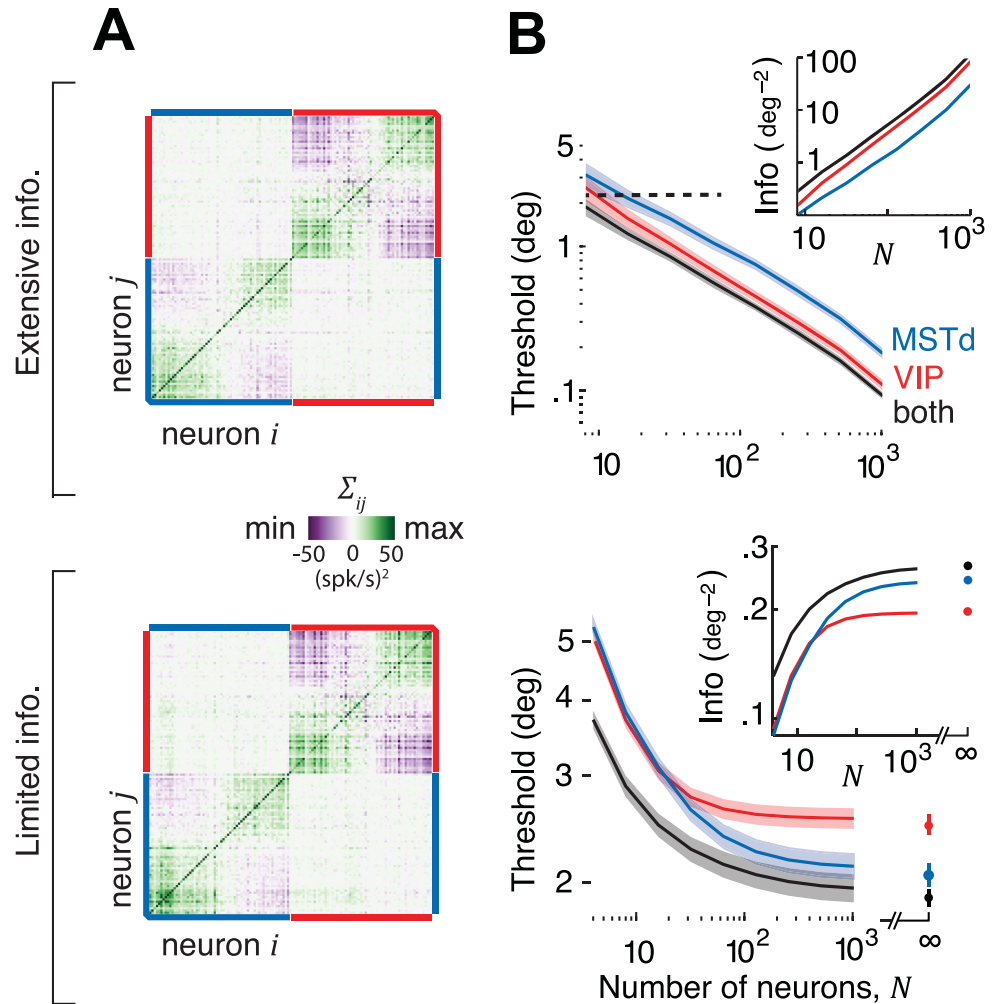 A
B
Extensive info.
neuron j
neuron i
Σij
min
max
-50
0
50
(spk/s)²
Threshold (deg)
5
1
.1
10
10²
10³
MSTd
VIP
both
Info (deg⁻²)
100
10
1
10
N
10³
Limited info.
neuron j
neuron i
Threshold (deg)
5
4
3
2
10
10²
10³
∞
Number of neurons, N
Info (deg⁻²)
.3
.2
.1
10
N
10³
∞